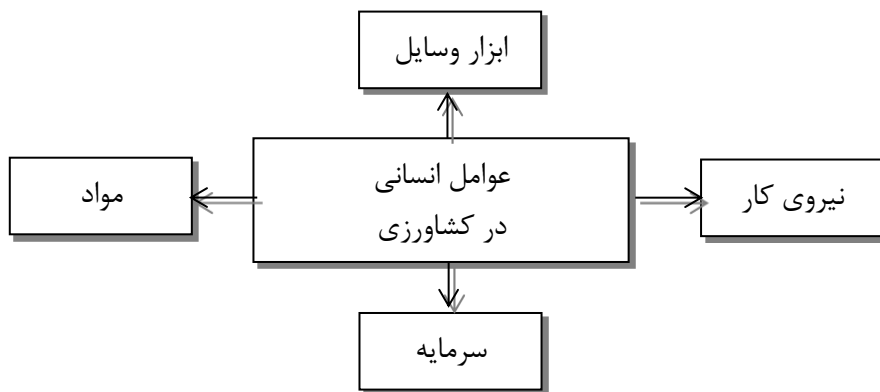 ابزار وسایل
عوامل انسانی
در کشاورزی
نیروی کار
مواد
سرمایه